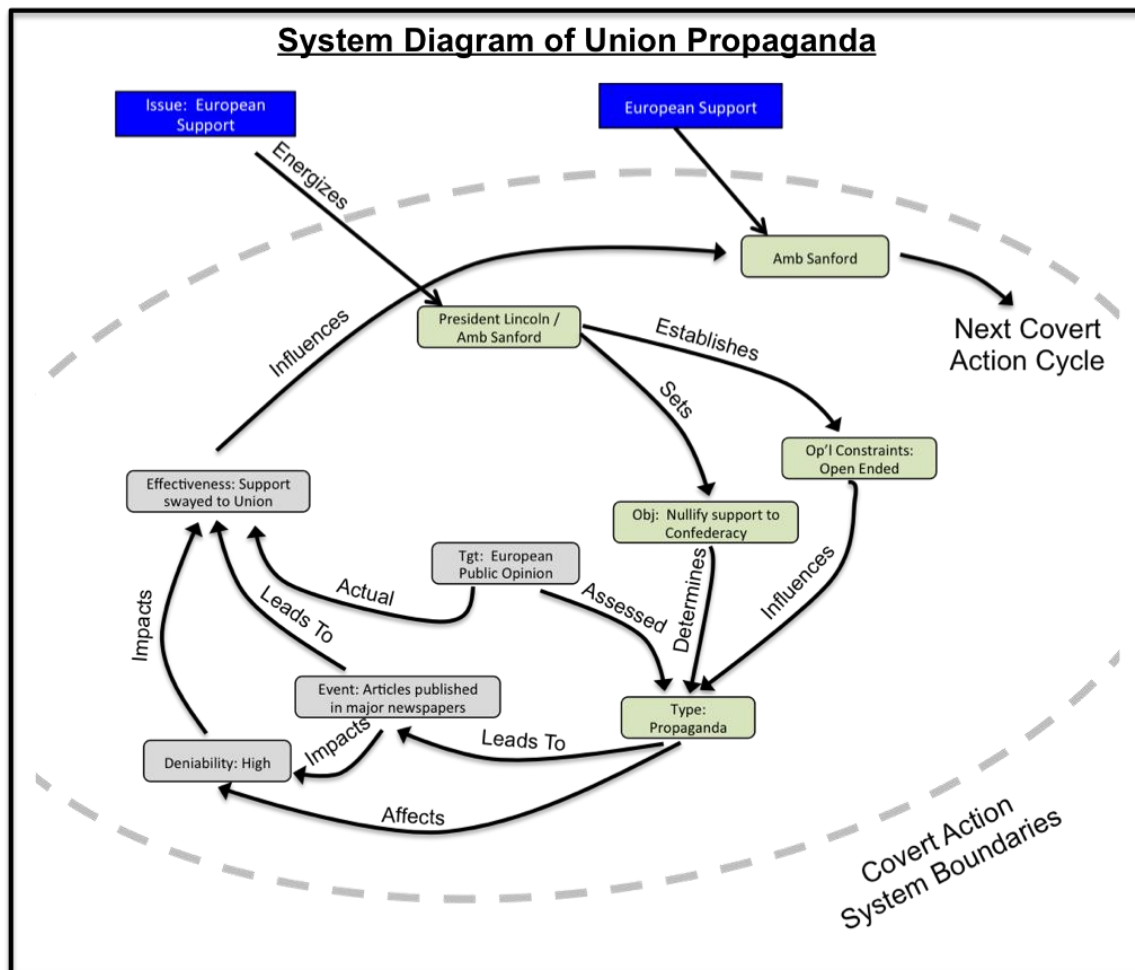 System Diagram of Union Propaganda
Issue: European
Support
European Support
Energizes
Amb Sanford
Next Covert
Action Cycle
Influences
President Lincoln /
Amb Sanford
Establishes
Sets
Op'l Constraints:
Open Ended
Effectiveness: Support
swayed to Union
Obj: Nullify support to
Confederacy
Tgt: European
Public Opinion
Actual
Assessed
Determines
Influences
Impacts
Leads To
Event: Articles published
in major newspapers
Type:
Propaganda
Impacts
Leads To
Deniability: High
Affects
Covert Action
System Boundaries